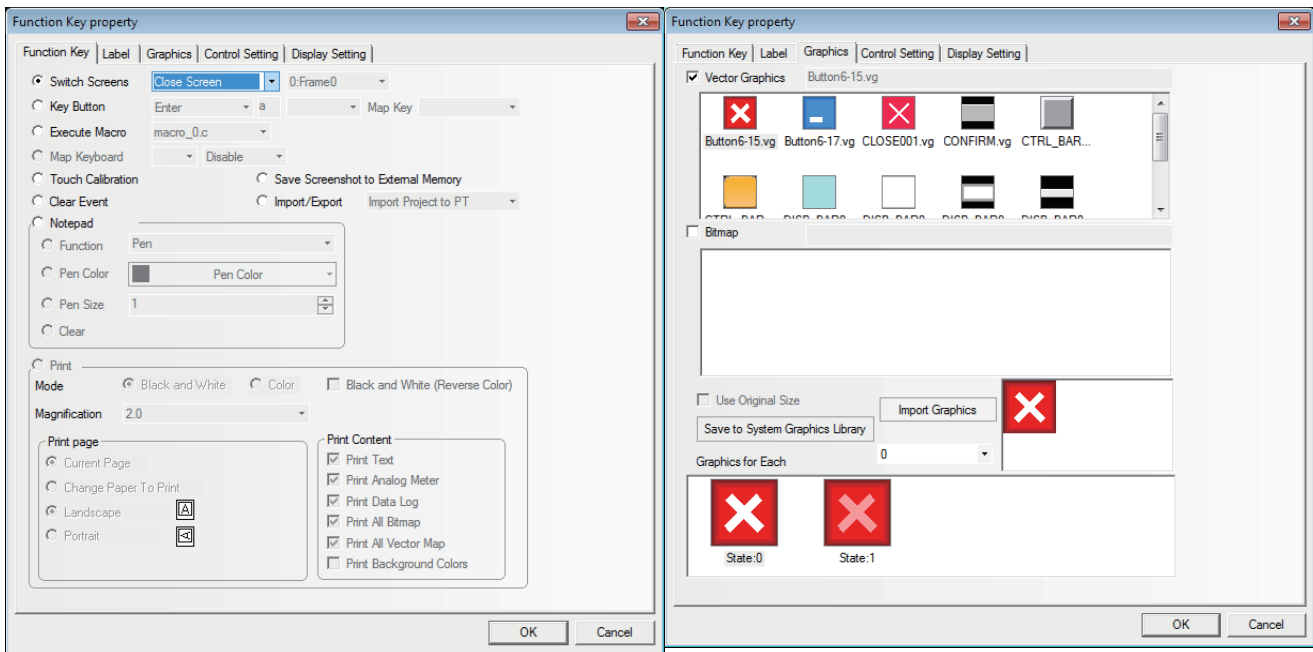 Function Key property
Function Key Label Graphics Control Setting Display Setting
Switch Screens Close Screen 0:Frame0
Key Button Enter a Map Key
Execute Macro macro_0.c
Map Keyboard Disable
Touch Calibration Save Screenshot to External Memory
Clear Event Import/Export Import Project to PT
Notepad
Function Pen
Pen Color Pen Color
Pen Size 1
Clear
Print
Mode Black and White Color Black and White (Reverse Color)
Magnification 2.0
Print page
Current Page
Change Paper To Print
Landscape A
Portrait A
Print Content
Print Text
Print Analog Meter
Print Data Log
Print All Bitmap
Print All Vector Map
Print Background Colors
OK Cancel
Function Key property
Function Key Label Graphics Control Setting Display Setting
Vector Graphics Button6-15.vg
Button6-15.vg Button6-17.vg CLOSE001.vg CONFIRM.vg CTRL_BAR...
Bitmap
Use Original Size
Import Graphics
Save to System Graphics Library
Graphics for Each 0
State:0 State:1
OK Cancel